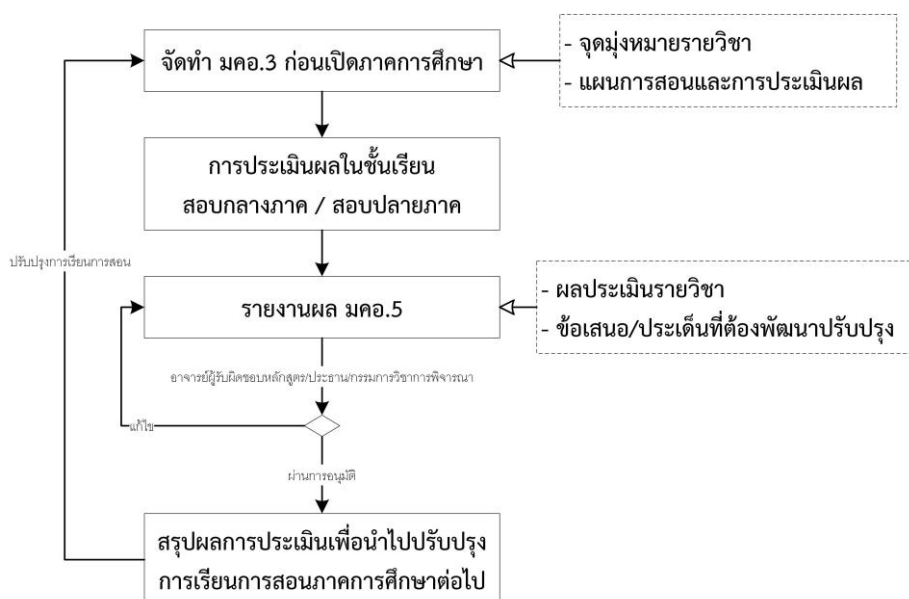 จัดทำ มคอ.3 ก่อนเปิดภาคการศึกษา
- จุดมุ่งหมายรายวิชา
- แผนการสอนและการประเมินผล
การประเมินผลในชั้นเรียน
สอบกลางภาค / สอบปลายภาค
ปรับปรุงการเรียนการสอน
รายงานผล มคอ.5
- ผลประเมินรายวิชา
- ข้อเสนอ/ประเด็นที่ต้องพัฒนาปรับปรุง
อาจารย์ผู้รับผิดชอบหลักสูตร/ประธาน/กรรมการวิชาการพิจารณา
แก้ไข
ผ่านการอนุมัติ
สรุปผลการประเมินเพื่อนำไปปรับปรุง
การเรียนการสอนภาคการศึกษาต่อไป